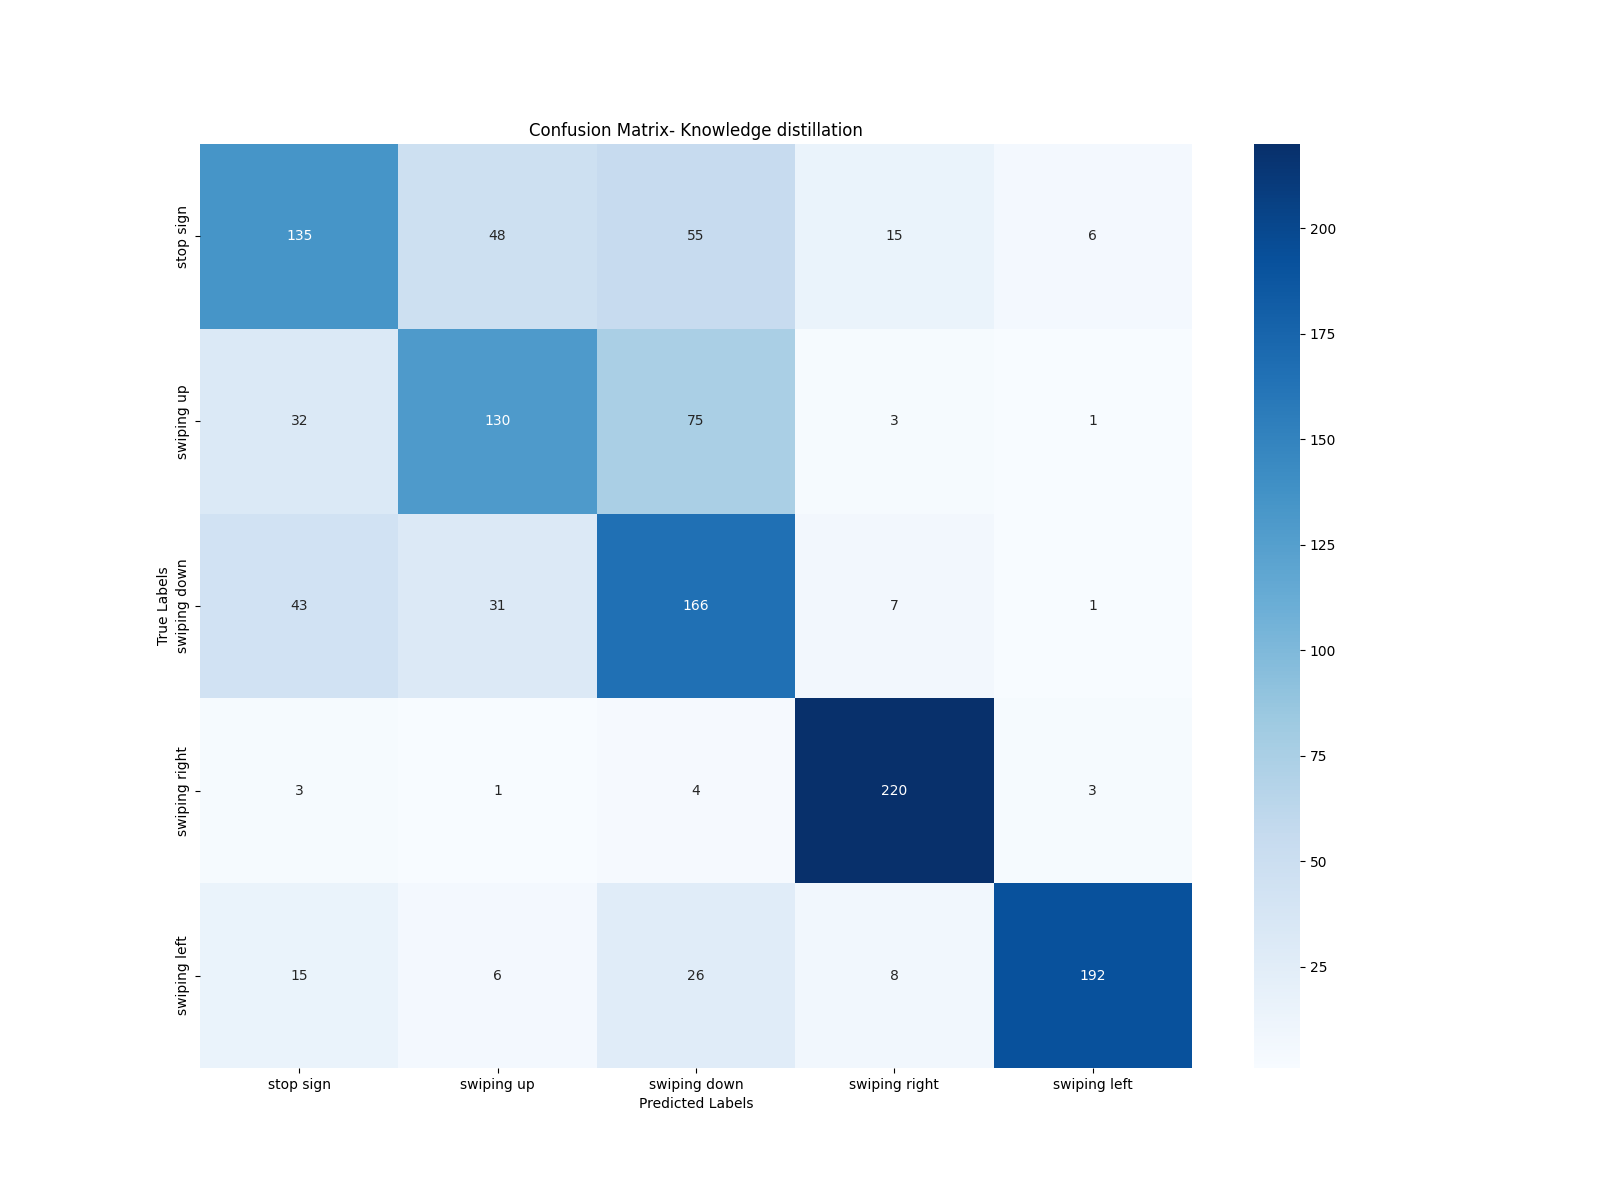 Confusion Matrix- Knowledge distillation
True Labels
stop sign
135 48 55 15 6
swiping up
32 130 75 3 1
swiping down
43 31 166 7 1
swiping right
3 1 4 220 3
swiping left
15 6 26 8 192
stop sign swiping up swiping down swiping right swiping left
Predicted Labels
200
175
150
125
100
75
50
25